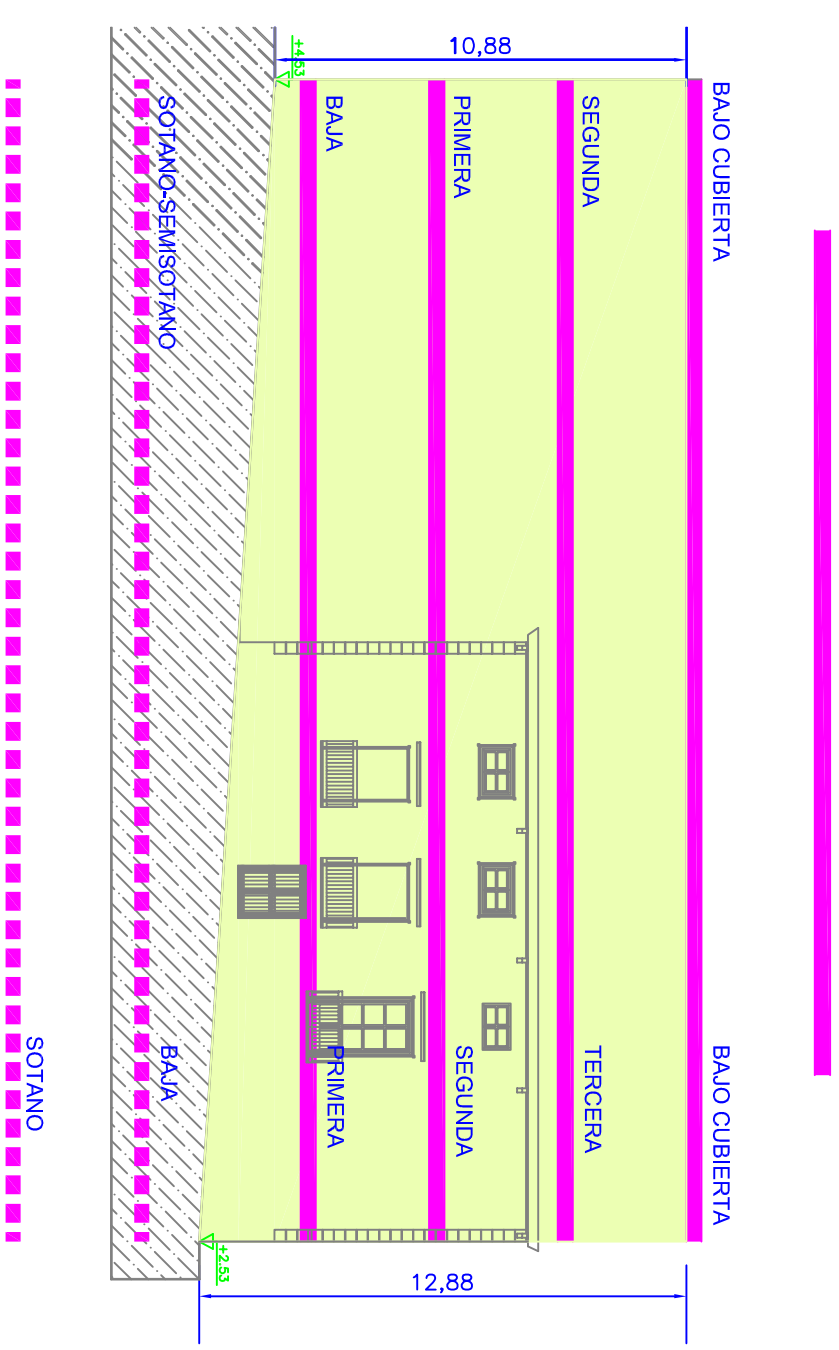 10,88
+4.53
BAJO CUBIERTA
SEGUNDA
PRIMERA
BAJA
SOTANO-SEMISOTANO
BAJO CUBIERTA
TERCERA
SEGUNDA
PRIMERA
BAJA
SOTANO
+2.53
12,88